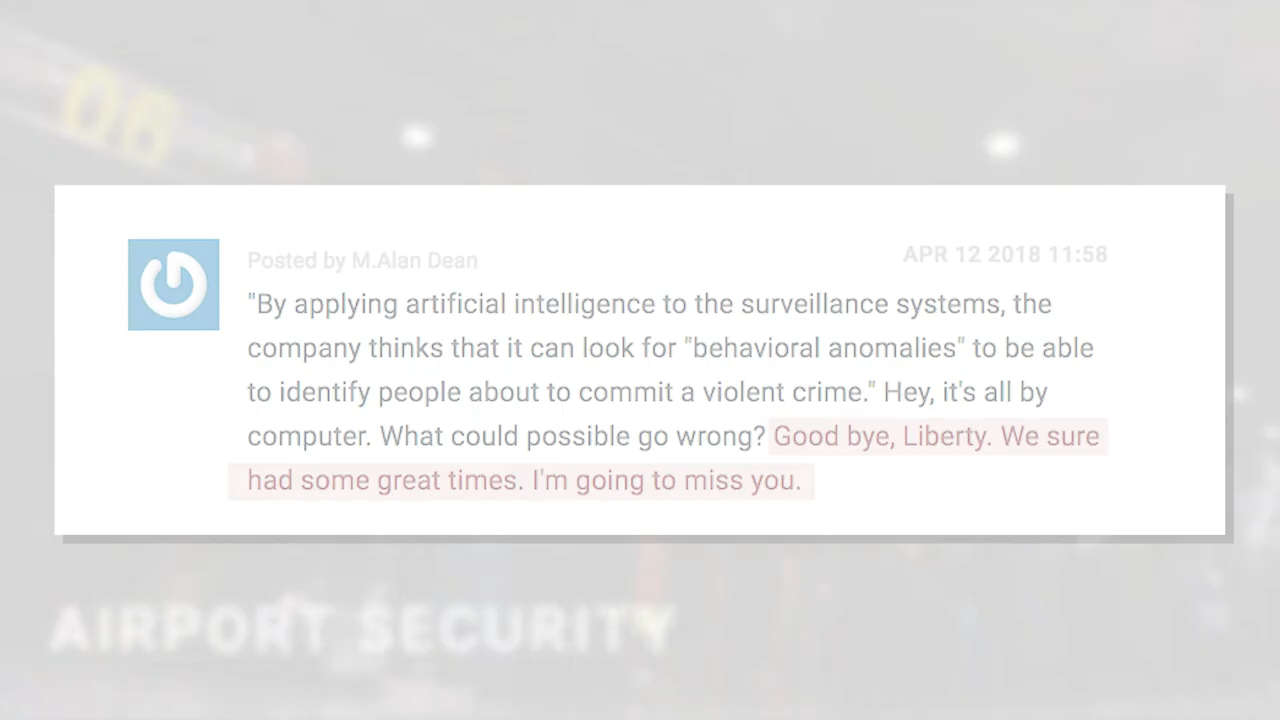 06
Posted by M.Alan Dean
APR 12 2018 11:58
"By applying artificial intelligence to the surveillance systems, the
company thinks that it can look for "behavioral anomalies" to be able
to identify people about to commit a violent crime." Hey, it's all by
computer. What could possible go wrong? Good bye, Liberty. We sure
had some great times. I'm going to miss you.
AIRPORT SECURITY